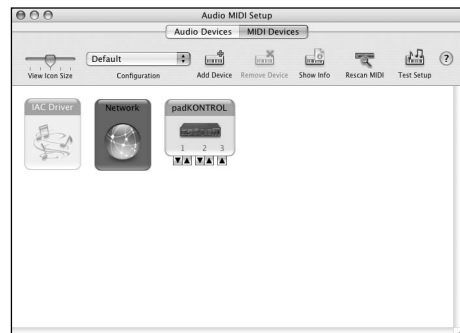 Audio MIDI Setup
Audio Devices MIDI Devices
Default
View Icon Size Configuration Add Device Remove Device Show Info Rescan MIDI Test Setup ?
IAC Driver Network padKONTROL
1 2 3